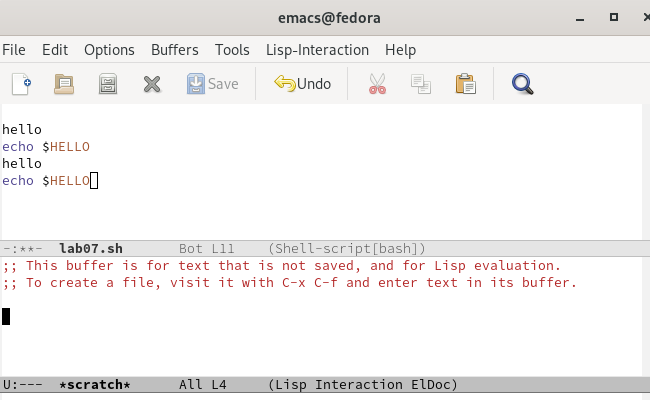 emacs@fedora
File Edit Options Buffers Tools Lisp-Interaction Help
Save Undo
hello
echo $HELLO
hello
echo $HELLO
-:**- lab07.sh Bot L11 (Shell-script[bash])
;; This buffer is for text that is not saved, and for Lisp evaluation.
;; To create a file, visit it with C-x C-f and enter text in its buffer.
U:--- *scratch* All L4 (Lisp Interaction ElDoc)